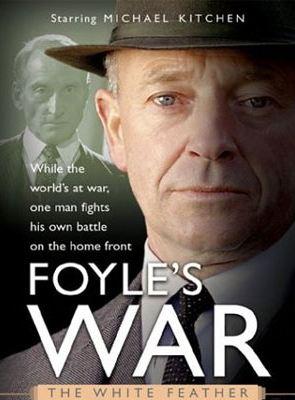 Starring MICHAEL KITCHEN
While the
world's at war,
one man fights
his own battle
on the home front
FOYLE'S
WAR
THE WHITE FEATHER